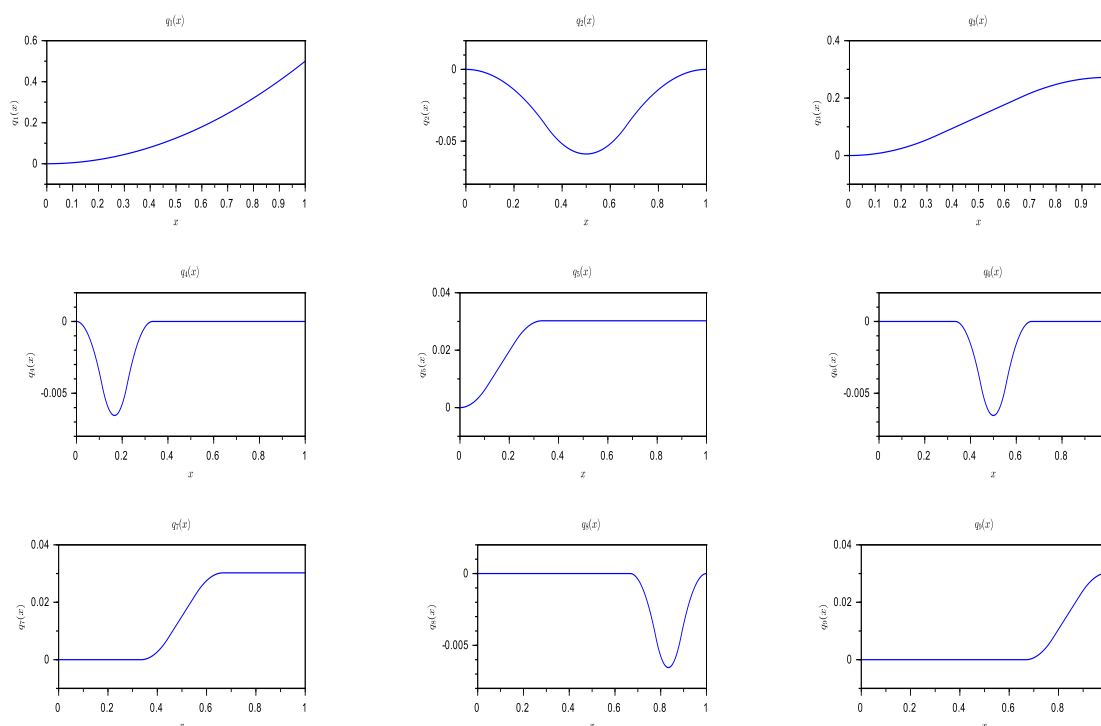 q₁(x) q₂(x) q₃(x)
0.6 0 0.4
0.4 -0.05 0.2
0.2 0
0
q₁(x) q₂(x) q₃(x)
0 0.1 0.2 0.3 0.4 0.5 0.6 0.7 0.8 0.9 1 0 0.2 0.4 0.6 0.8 1 0 0.1 0.2 0.3 0.4 0.5 0.6 0.7 0.8 0.9
x x x
q₄(x) q₅(x) q₆(x)
0 0.04 0
-0.005 0.02 -0.005
0
q₄(x) q₅(x) q₆(x)
0 0.2 0.4 0.6 0.8 1 0 0.2 0.4 0.6 0.8 1 0 0.2 0.4 0.6 0.8
x x x
q₇(x) q₈(x) q₉(x)
0.04 0 0.04
0.02 -0.005 0.02
0 0
q₇(x) q₈(x) q₉(x)
0 0.2 0.4 0.6 0.8 1 0 0.2 0.4 0.6 0.8 1 0 0.2 0.4 0.6 0.8